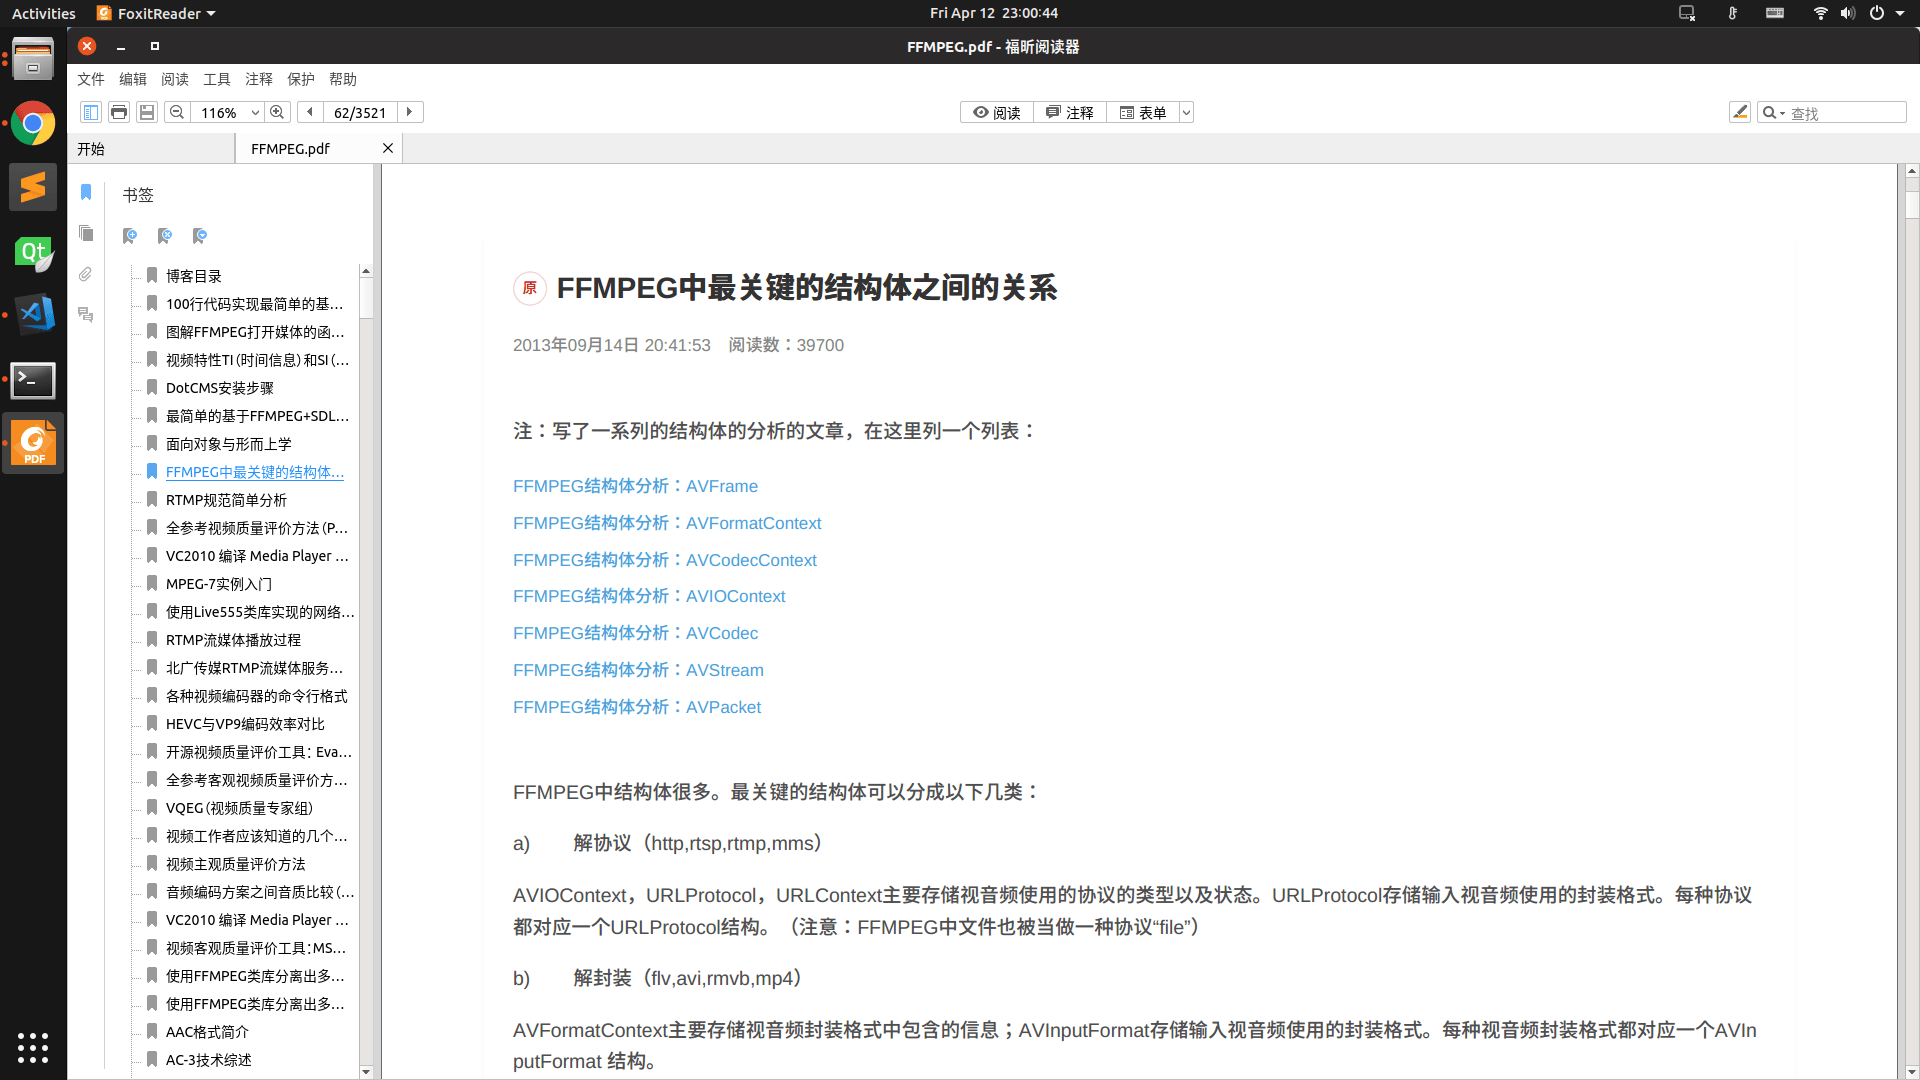 Activities FoxitReader Fri Apr 12 23:00:44
FFMPEG.pdf - 福昕阅读器
文件 编辑 阅读 工具 注释 保护 帮助
116% 62/3521 阅读 注释 表单 查找
开始 FFMPEG.pdf
书签
博客目录
100行代码实现最简单的基...
图解FFMPEG打开媒体的函...
视频特性TI(时间信息)和SI(...
DotCMS安装步骤
最简单的基于FFMPEG+SDL...
面向对象与形而上学
FFMPEG中最关键的结构体...
RTMP规范简单分析
全参考视频质量评价方法(P...
VC2010 编译 Media Player ...
MPEG-7实例入门
使用Live555类库实现的网络...
RTMP流媒体播放过程
北广传媒RTMP流媒体服务...
各种视频编码器的命令行格式
HEVC与VP9编码效率对比
开源视频质量评价工具: Eva...
全参考客观视频质量评价方...
VQEG(视频质量专家组)
视频工作者应该知道的几个...
视频主观质量评价方法
音频编码方案之间音质比较(...
VC2010 编译 Media Player ...
视频客观质量评价工具:MS...
使用FFMPEG类库分离出多...
使用FFMPEG类库分离出多...
AAC格式简介
AC-3技术综述
原 FFMPEG中最关键的结构体之间的关系
2013年09月14日 20:41:53 阅读数：39700
注：写了一系列的结构体的分析的文章，在这里列一个列表：
FFMPEG结构体分析：AVFrame
FFMPEG结构体分析：AVFormatContext
FFMPEG结构体分析：AVCodecContext
FFMPEG结构体分析：AVIOContext
FFMPEG结构体分析：AVCodec
FFMPEG结构体分析：AVStream
FFMPEG结构体分析：AVPacket
FFMPEG中结构体很多。最关键的结构体可以分成以下几类：
a) 解协议（http,rtsp,rtmp,mms）
AVIOContext，URLProtocol，URLContext主要存储视音频使用的协议的类型以及状态。URLProtocol存储输入视音频使用的封装格式。每种协议
都对应一个URLProtocol结构。（注意：FFMPEG中文件也被当做一种协议“file”）
b) 解封装（flv,avi,rmvb,mp4）
AVFormatContext主要存储视音频封装格式中包含的信息；AVInputFormat存储输入视音频使用的封装格式。每种视音频封装格式都对应一个AVIn
putFormat 结构。
Qt
PDF